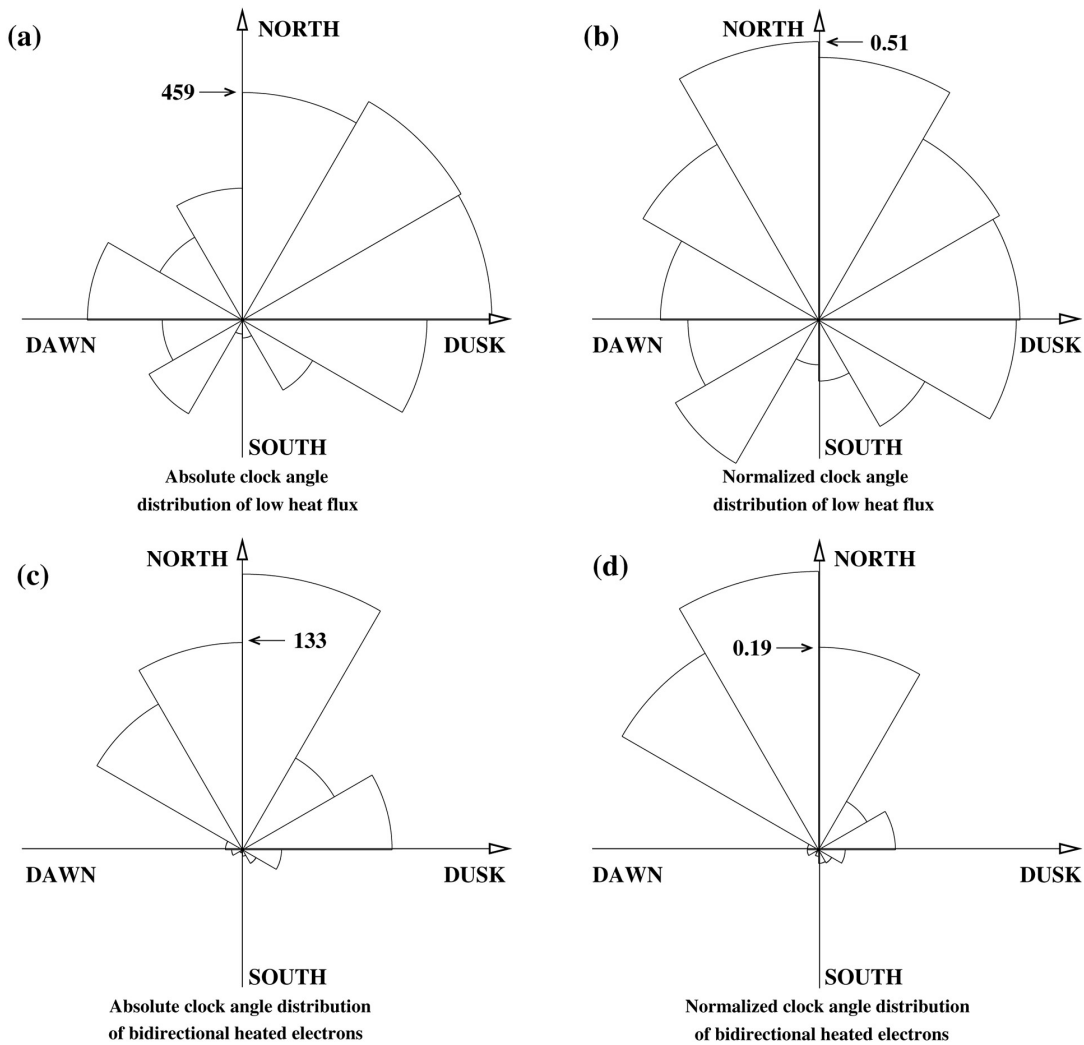 (a)
NORTH
459
DAWN
DUSK
SOUTH
Absolute clock angle
distribution of low heat flux
(b)
NORTH
0.51
DAWN
DUSK
SOUTH
Normalized clock angle
distribution of low heat flux
(c)
NORTH
133
DAWN
DUSK
SOUTH
Absolute clock angle distribution
of bidirectional heated electrons
(d)
NORTH
0.19
DAWN
DUSK
SOUTH
Normalized clock angle distribution
of bidirectional heated electrons